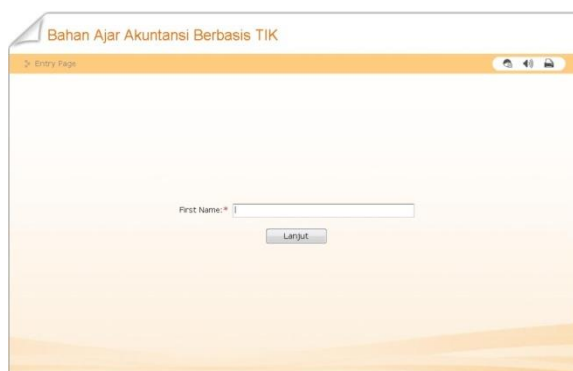 Bahan Ajar Akuntansi Berbasis TIK
Entry Page
First Name:*
Lanjut